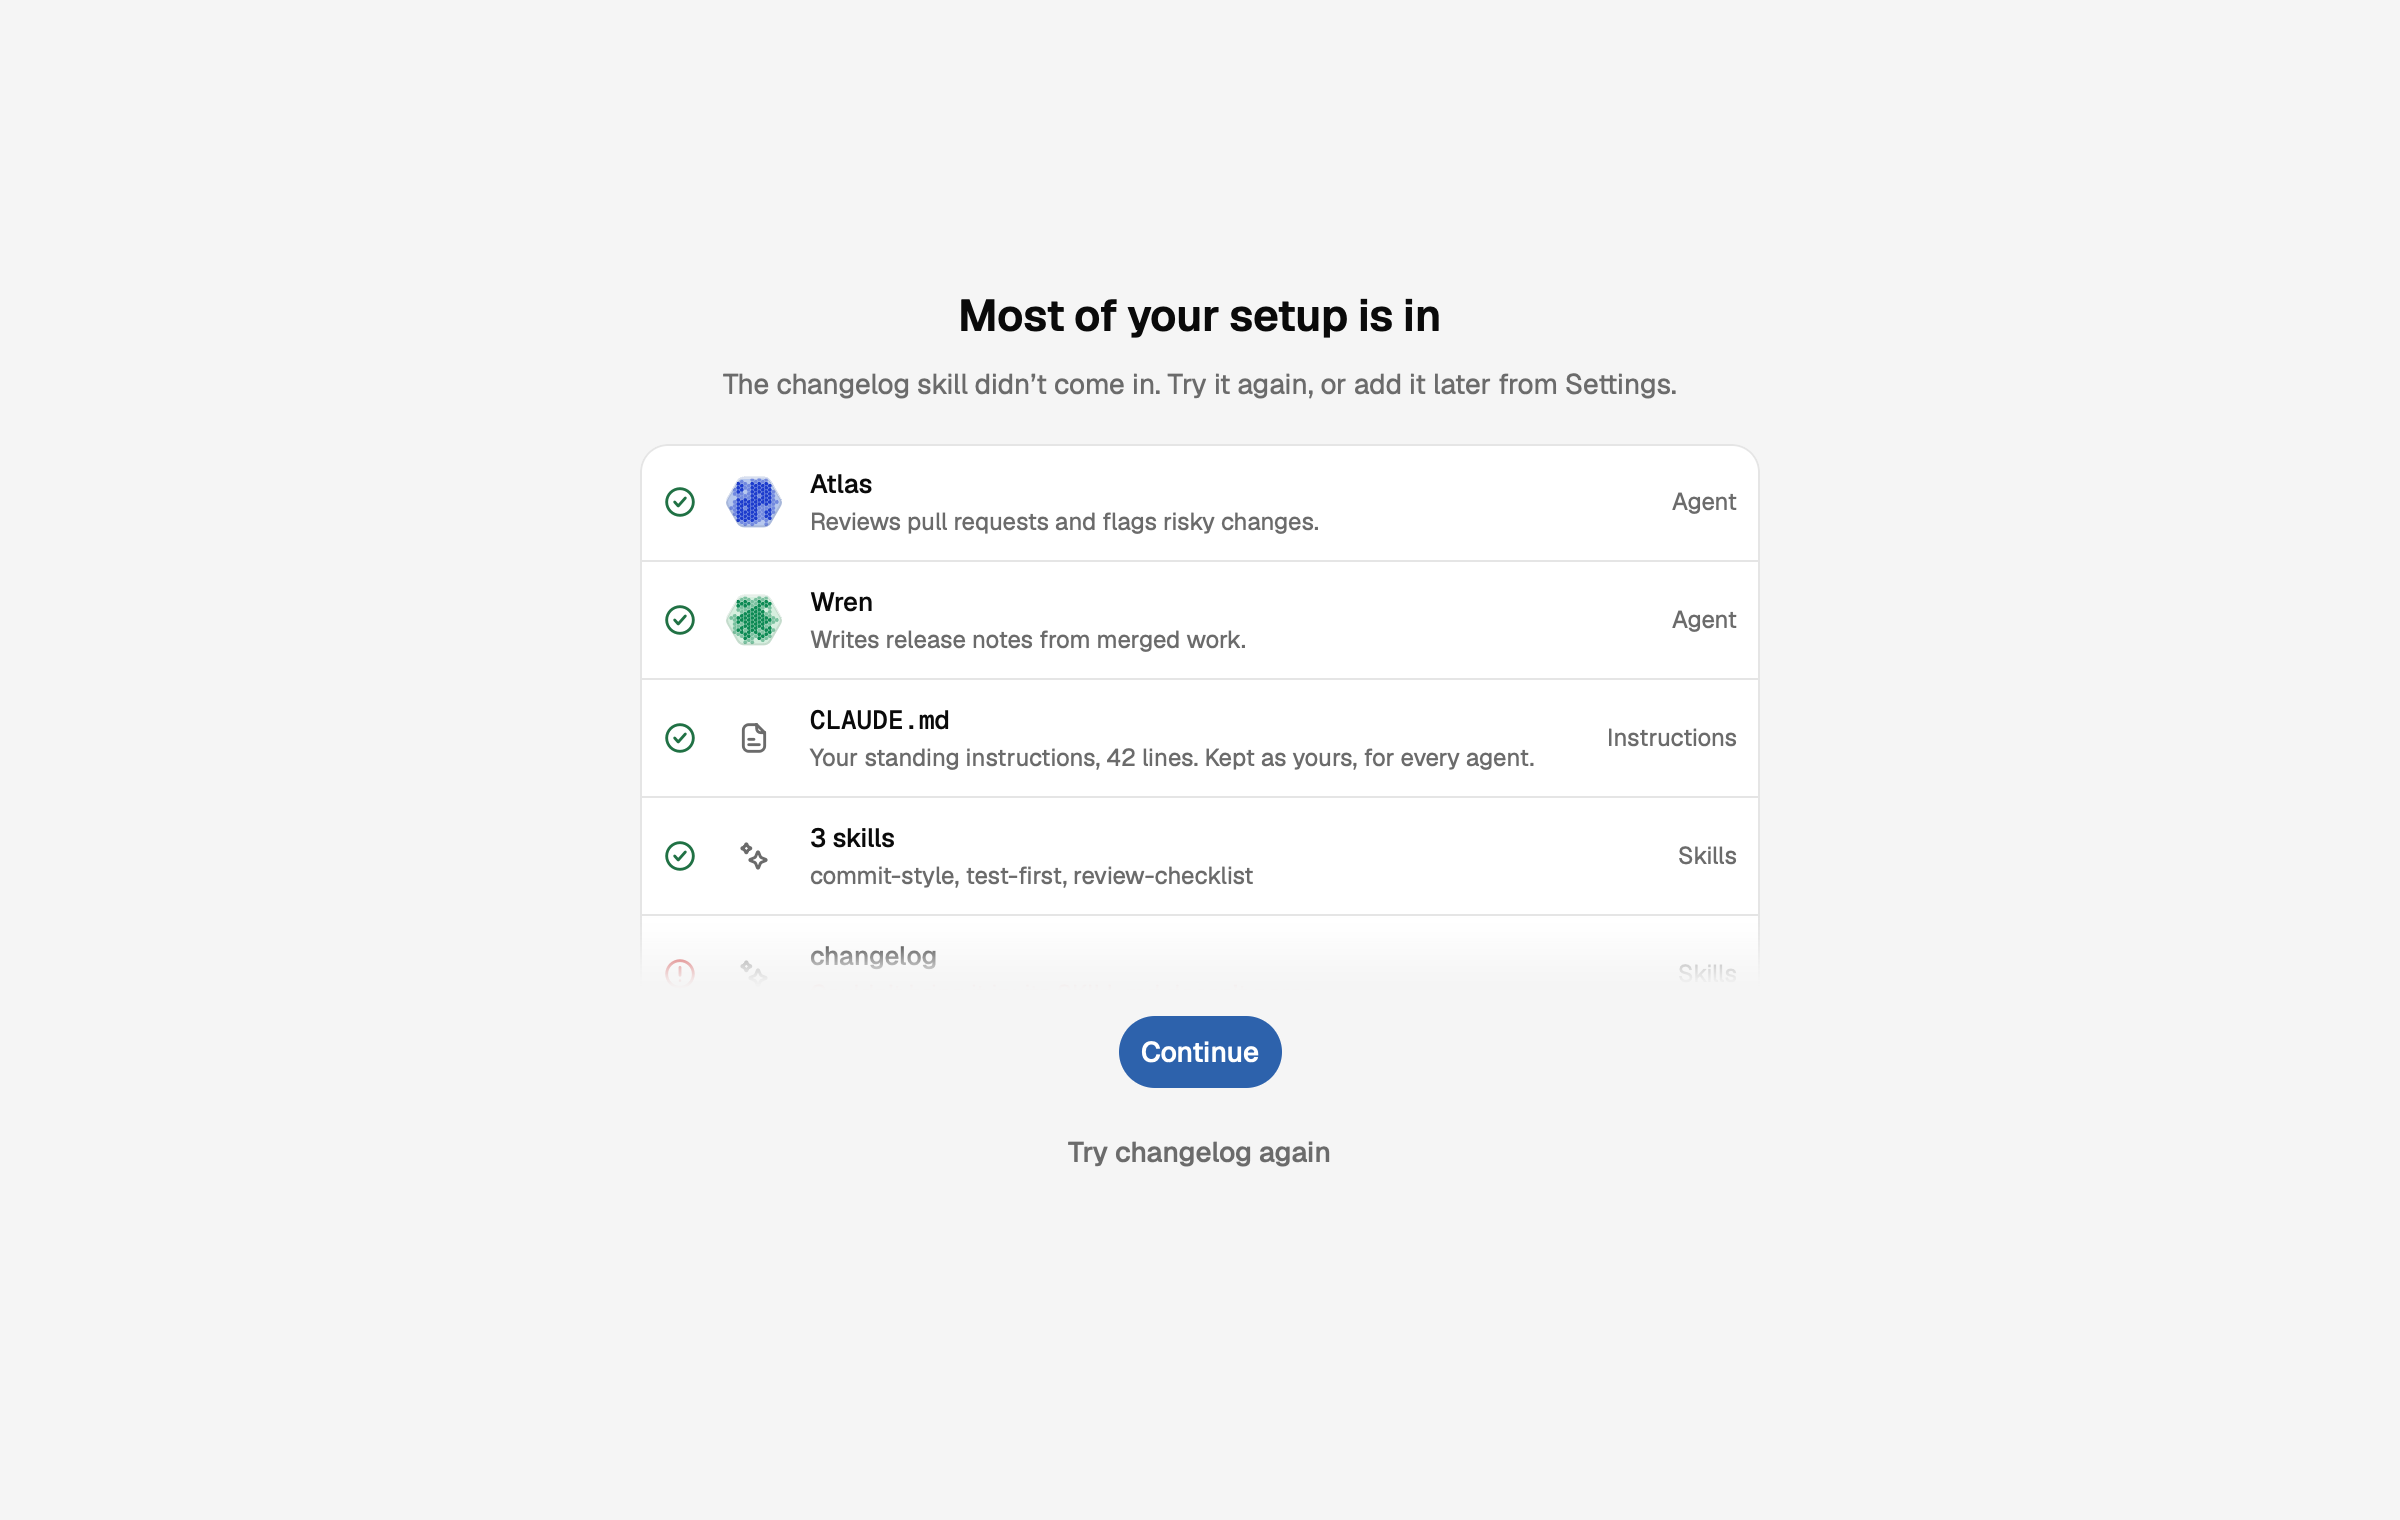 Most of your setup is in
The changelog skill didn’t come in. Try it again, or add it later from Settings.
Atlas
Reviews pull requests and flags risky changes.
Agent
Wren
Writes release notes from merged work.
Agent
CLAUDE.md
Your standing instructions, 42 lines. Kept as yours, for every agent.
Instructions
3 skills
commit-style, test-first, review-checklist
Skills
changelog
Skills
Continue
Try changelog again